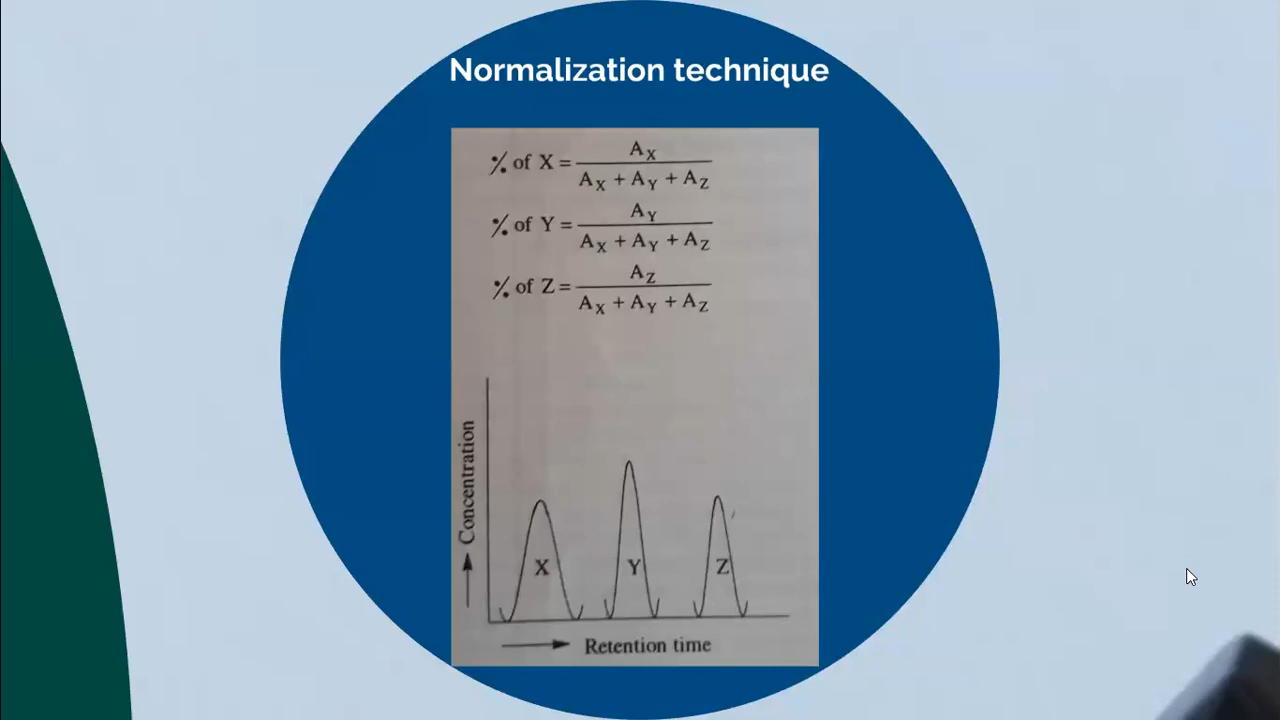 Normalization technique
% of X = A_X / (A_X + A_Y + A_Z)
% of Y = A_Y / (A_X + A_Y + A_Z)
% of Z = A_Z / (A_X + A_Y + A_Z)
Concentration
X Y Z
Retention time